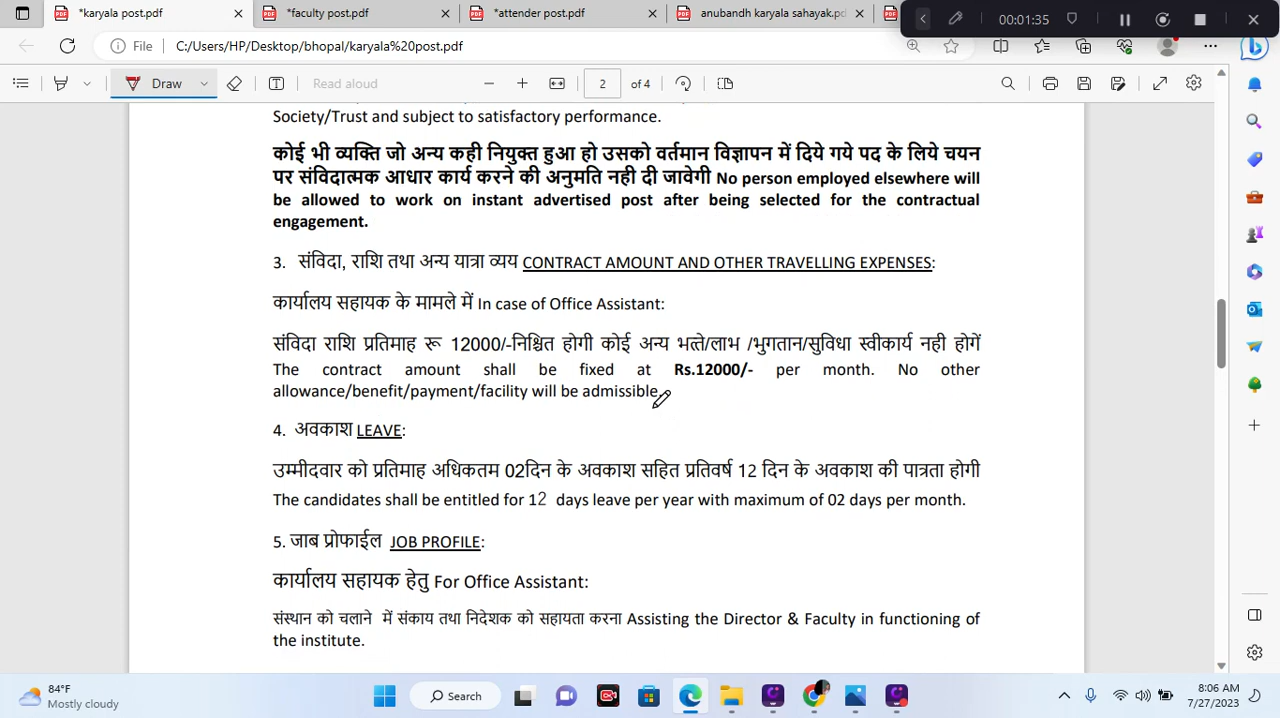 *karyala post.pdf
*faculty post.pdf
*attender post.pdf
anubandh karyala sahayak.pd
00:01:35
File C:/Users/HP/Desktop/bhopal/karyala%20post.pdf
Draw
Read aloud
2 of 4
Society/Trust and subject to satisfactory performance.
कोई भी व्यक्ति जो अन्य कही नियुक्त हुआ हो उसको वर्तमान विज्ञापन में दिये गये पद के लिये चयन
पर संविदात्मक आधार कार्य करने की अनुमति नही दी जावेगी No person employed elsewhere will
be allowed to work on instant advertised post after being selected for the contractual
engagement.
3. संविदा, राशि तथा अन्य यात्रा व्यय CONTRACT AMOUNT AND OTHER TRAVELLING EXPENSES:
कार्यालय सहायक के मामले में In case of Office Assistant:
संविदा राशि प्रतिमाह रू 12000/-निश्चित होगी कोई अन्य भत्ते/लाभ /भुगतान/सुविधा स्वीकार्य नही होगें
The contract amount shall be fixed at Rs.12000/- per month. No other
allowance/benefit/payment/facility will be admissible.
4. अवकाश LEAVE:
उम्मीदवार को प्रतिमाह अधिकतम 02दिन के अवकाश सहित प्रतिवर्ष 12 दिन के अवकाश की पात्रता होगी
The candidates shall be entitled for 12 days leave per year with maximum of 02 days per month.
5. जाब प्रोफाईल JOB PROFILE:
कार्यालय सहायक हेतु For Office Assistant:
संस्थान को चलाने में संकाय तथा निदेशक को सहायता करना Assisting the Director & Faculty in functioning of
the institute.
84°F
Mostly cloudy
Search
8:06 AM
7/27/2023